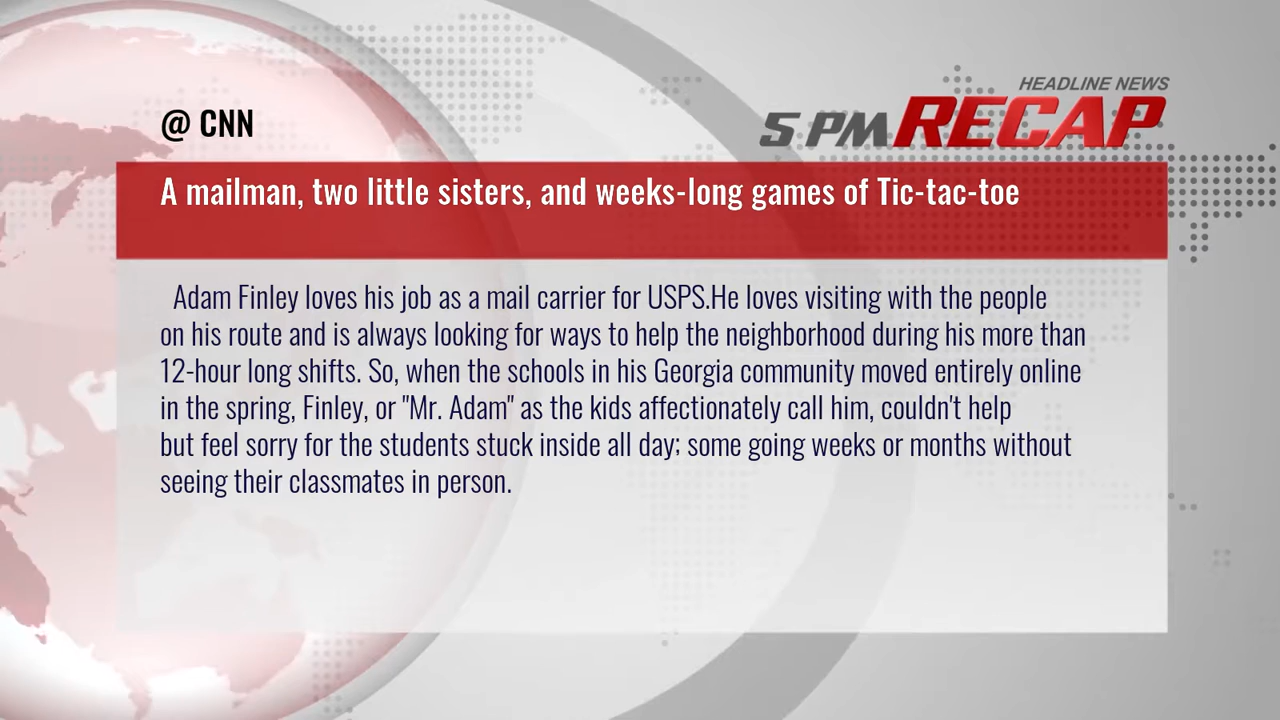 HEADLINE NEWS
@ CNN
5 PM RECAP
A mailman, two little sisters, and weeks-long games of Tic-tac-toe
Adam Finley loves his job as a mail carrier for USPS.He loves visiting with the people
on his route and is always looking for ways to help the neighborhood during his more than
12-hour long shifts. So, when the schools in his Georgia community moved entirely online
in the spring, Finley, or "Mr. Adam" as the kids affectionately call him, couldn't help
but feel sorry for the students stuck inside all day; some going weeks or months without
seeing their classmates in person.